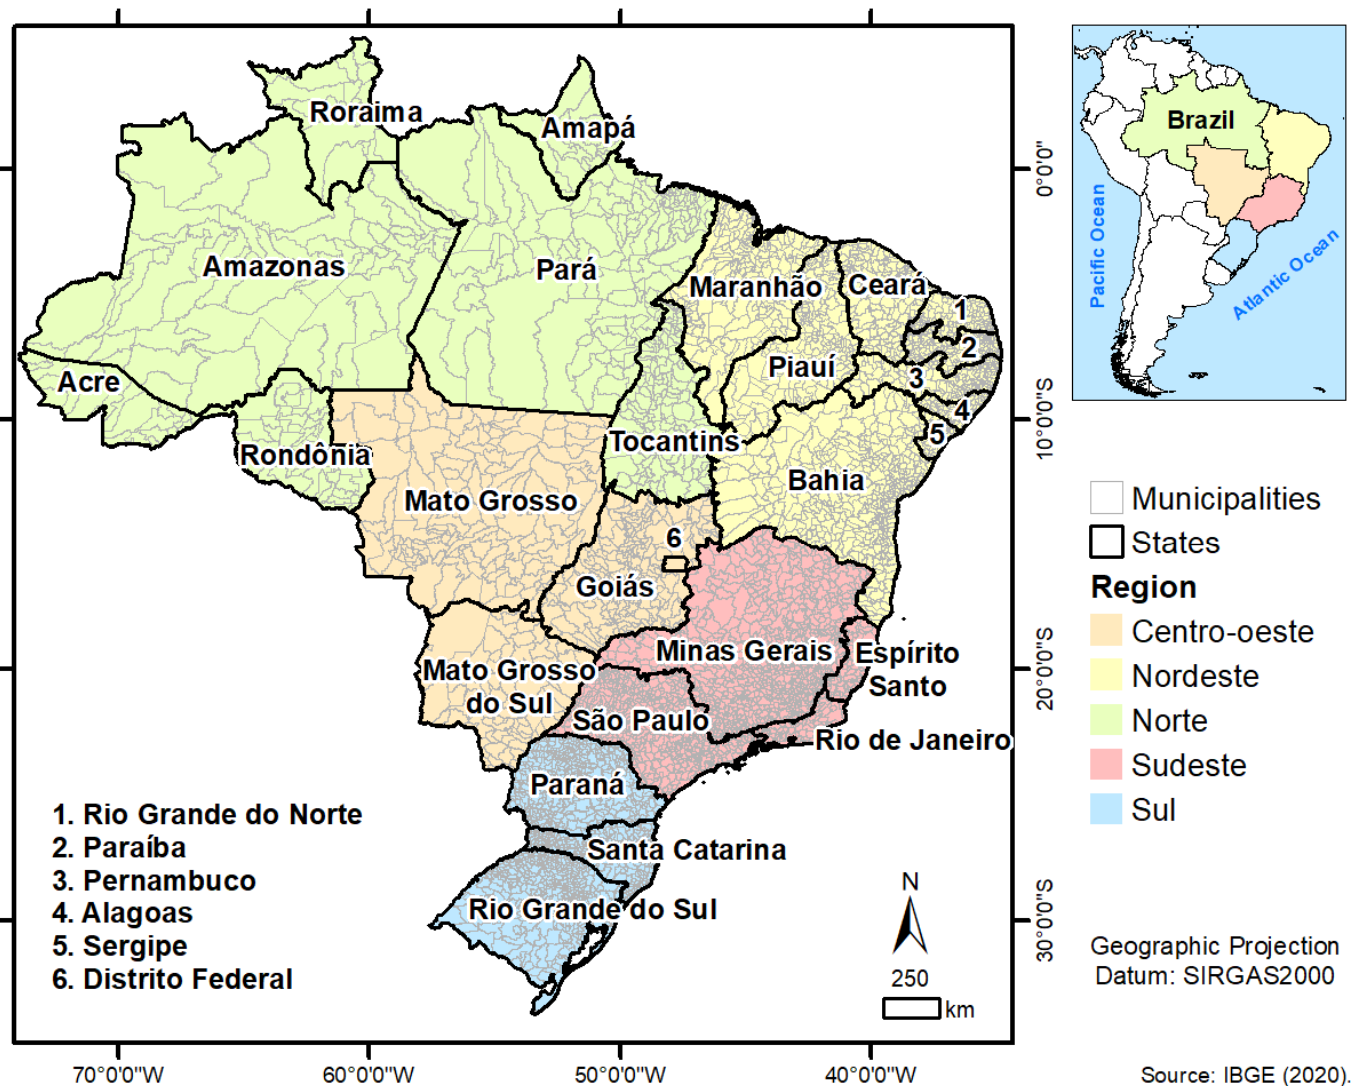 Roraima
Amapá
Amazonas
Pará
Maranhão
Ceará
1
2
3
4
5
Piauí
Acre
Rondônia
Tocantins
Bahia
Mato Grosso
6
Goiás
Minas Gerais
Espírito
Santo
Mato Grosso
do Sul
São Paulo
Rio de Janeiro
Paraná
Santa Catarina
Rio Grande do Sul
1. Rio Grande do Norte
2. Paraíba
3. Pernambuco
4. Alagoas
5. Sergipe
6. Distrito Federal
N
250
km
70°0'0"W
60°0'0"W
50°0'0"W
40°0'0"W
0°0'0"
10°0'0"S
20°0'0"S
30°0'0"S
Brazil
Pacific Ocean
Atlantic Ocean
Municipalities
States
Region
Centro-oeste
Nordeste
Norte
Sudeste
Sul
Geographic Projection
Datum: SIRGAS2000
Source: IBGE (2020).